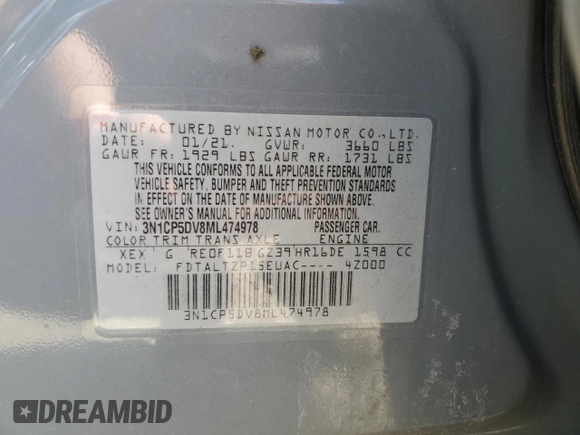 MANUFACTURED BY NISSAN MOTOR CO.,LTD.
DATE: 01/21. GVWR: 3660 LBS
GAWR FR: 1929 LBS GAWR RR: 1731 LBS
THIS VEHICLE CONFORMS TO ALL APPLICABLE FEDERAL MOTOR
VEHICLE SAFETY, BUMPER AND THEFT PREVENTION STANDARDS
IN EFFECT ON THE DATE OF MANUFACTURE SHOWN ABOVE.
SEE OWNER'S MANUAL FOR ADDITIONAL INFORMATION
VIN: 3N1CP5DV8ML474978 PASSENGER CAR.
COLOR TRIM TRANS AXLE ENGINE
XEX G RE0F11B GZ39 HR16DE 1598 CC
MODEL: FDTALTZP15EUAC---- 42000
3N1CP5DV8ML474978
DREAMBID